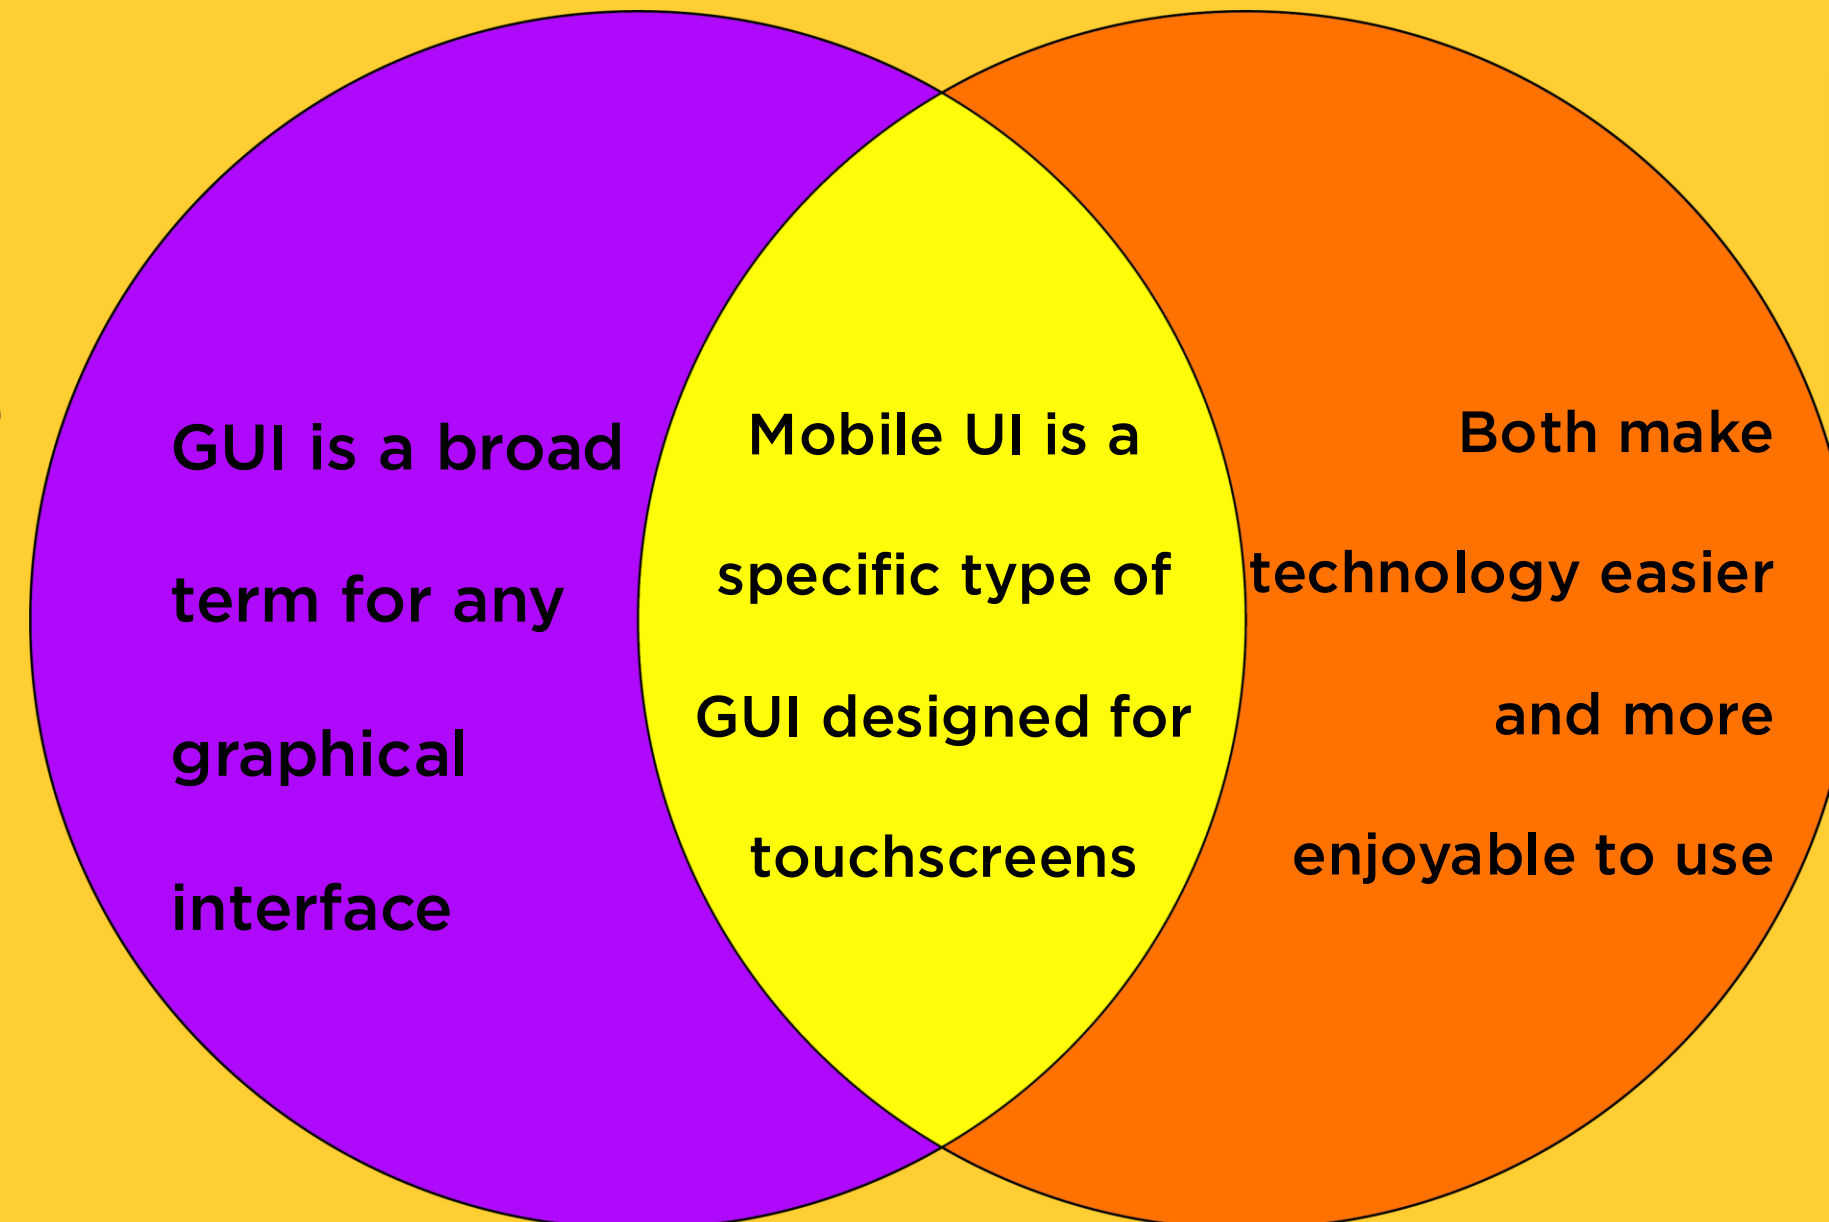 GUI is a broad
term for any
graphical
interface
Mobile UI is a
specific type of
GUI designed for
touchscreens
Both make
technology easier
and more
enjoyable to use